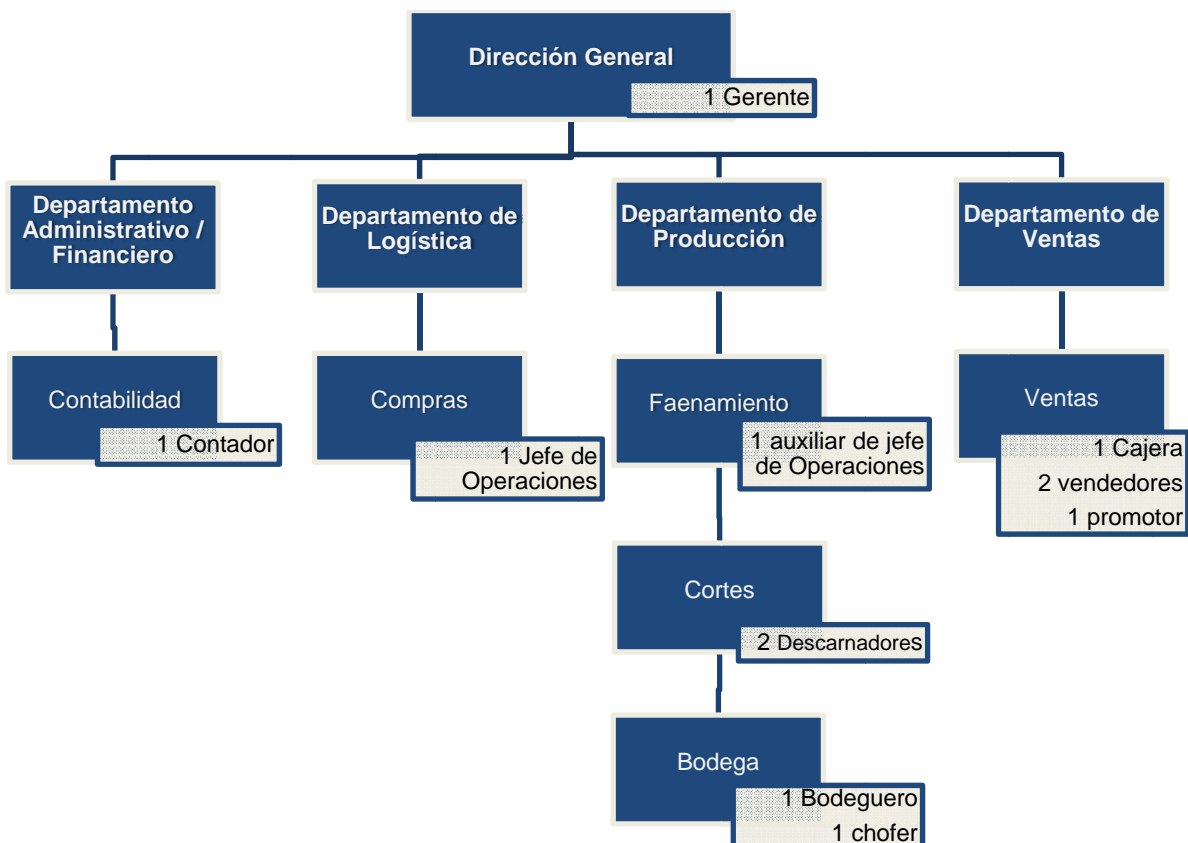 Dirección General
1 Gerente
Departamento
Administrativo /
Financiero
Departamento de
Logística
Departamento de
Producción
Departamento de
Ventas
Contabilidad
1 Contador
Compras
1 Jefe de
Operaciones
Faenamiento
1 auxiliar de jefe
de Operaciones
Ventas
1 Cajera
2 vendedores
1 promotor
Cortes
2 Descarnadores
Bodega
1 Bodeguero
1 chofer